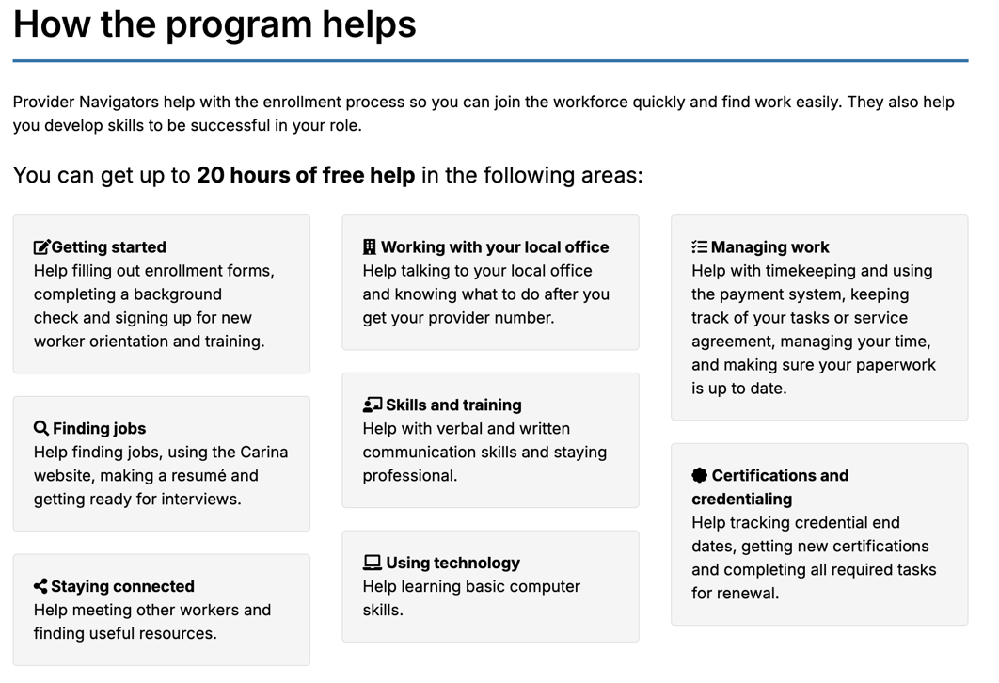 How the program helps
Provider Navigators help with the enrollment process so you can join the workforce quickly and find work easily. They also help
you develop skills to be successful in your role.
You can get up to 20 hours of free help in the following areas:
Getting started
Help filling out enrollment forms,
completing a background
check and signing up for new
worker orientation and training.
Finding jobs
Help finding jobs, using the Carina
website, making a resumé and
getting ready for interviews.
Staying connected
Help meeting other workers and
finding useful resources.
Working with your local office
Help talking to your local office
and knowing what to do after you
get your provider number.
Skills and training
Help with verbal and written
communication skills and staying
professional.
Using technology
Help learning basic computer
skills.
Managing work
Help with timekeeping and using
the payment system, keeping
track of your tasks or service
agreement, managing your time,
and making sure your paperwork
is up to date.
Certifications and
credentialing
Help tracking credential end
dates, getting new certifications
and completing all required tasks
for renewal.